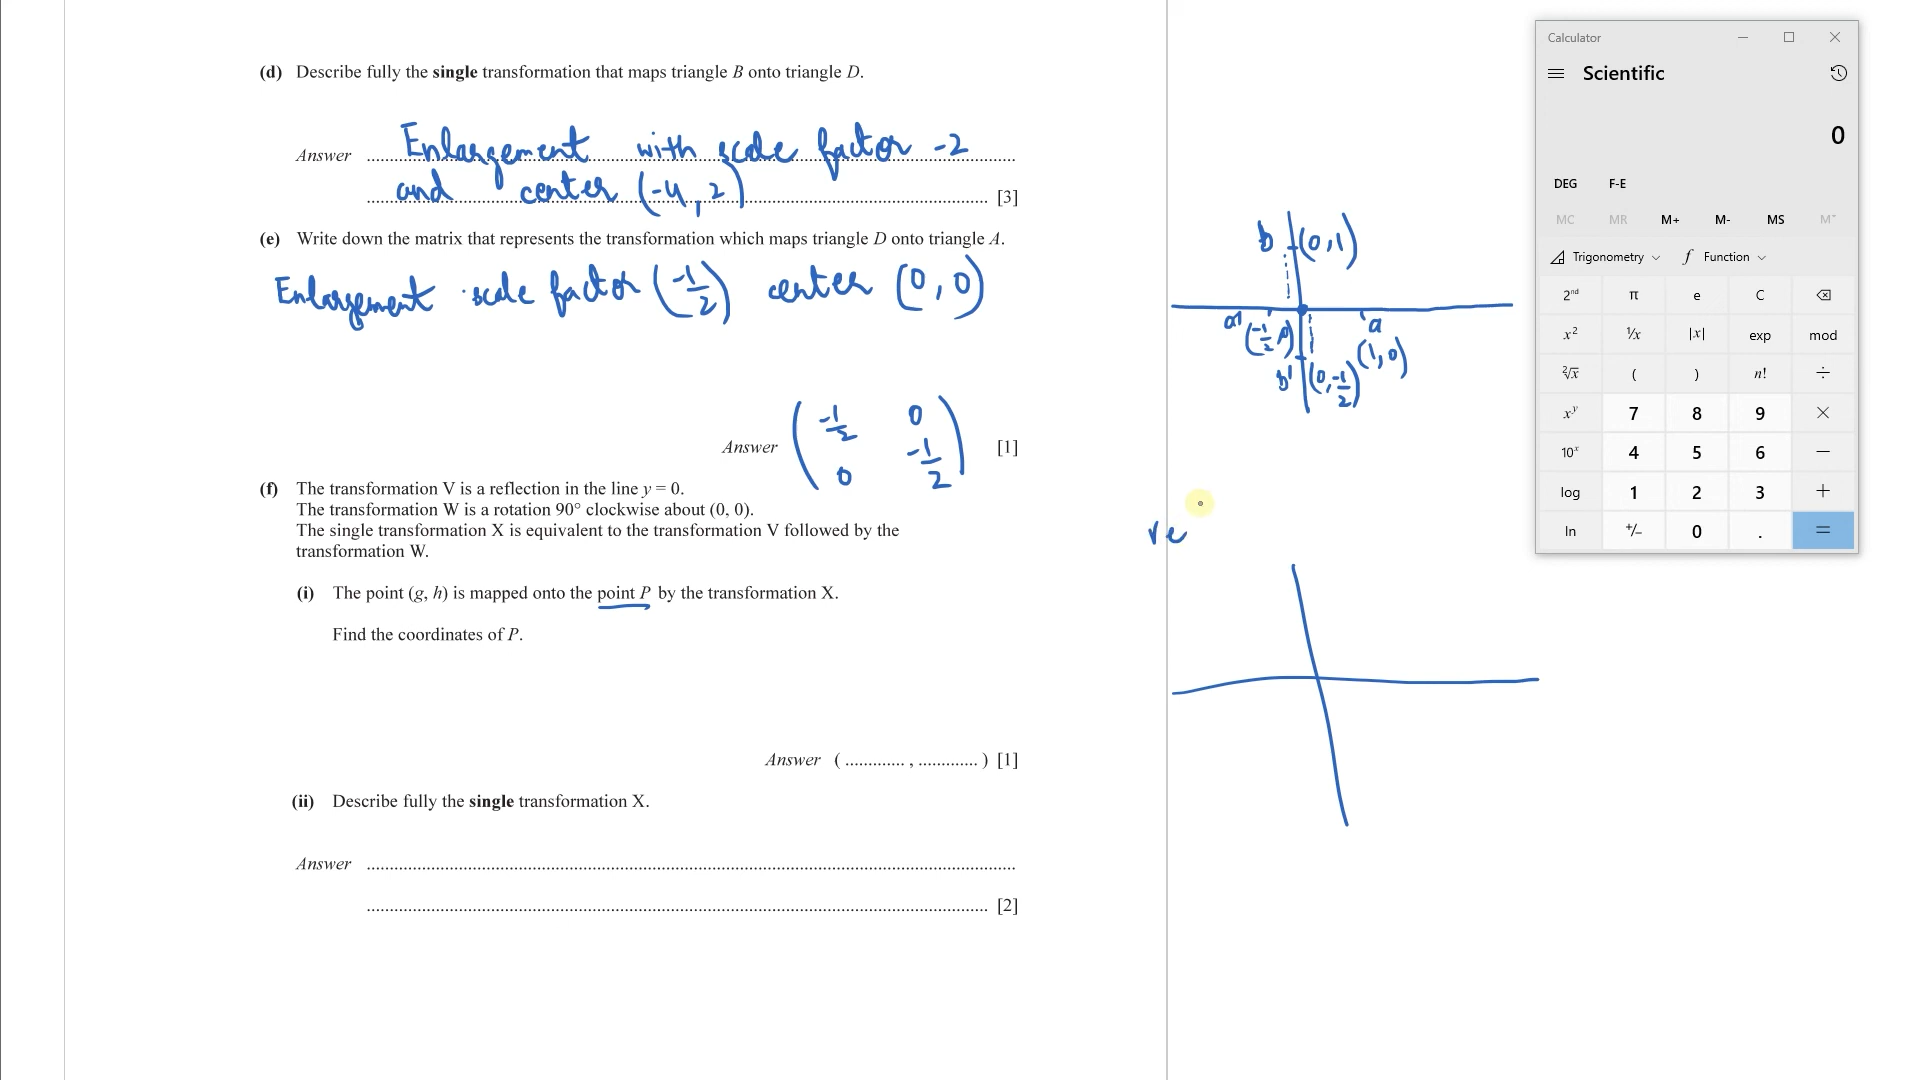 (d) Describe fully the single transformation that maps triangle B onto triangle D.
Answer Enlargement with scale factor -2
and center (-4, 2) [3]
(e) Write down the matrix that represents the transformation which maps triangle D onto triangle A.
Enlargement scale factor (-1/2) center (0, 0)
Answer (-1/2 0
0 -1/2) [1]
(f) The transformation V is a reflection in the line y = 0.
The transformation W is a rotation 90° clockwise about (0, 0).
The single transformation X is equivalent to the transformation V followed by the
transformation W.
(i) The point (g, h) is mapped onto the point P by the transformation X.
Find the coordinates of P.
Answer ( ............. , ............. ) [1]
(ii) Describe fully the single transformation X.
Answer
[2]
b (0,1)
a' a
(-1/2, 0) (1,0)
b' (0, -1/2)
re
Calculator
Scientific
0
DEG F-E
MC MR M+ M- MS M˅
Trigonometry f Function
2nd π e C
x² ¹/x |x| exp mod
²√x ( ) n! ÷
xʸ 7 8 9 ×
10ˣ 4 5 6 −
log 1 2 3 +
ln +/− 0 . =